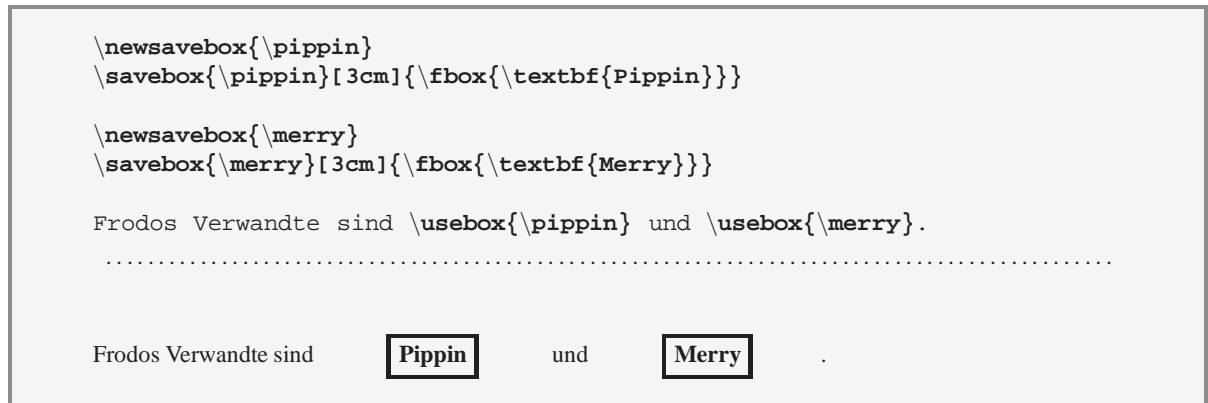 \newsavebox{\pippin}
\savebox{\pippin}[3cm]{\fbox{\textbf{Pippin}}}
\newsavebox{\merry}
\savebox{\merry}[3cm]{\fbox{\textbf{Merry}}}
Frodos Verwandte sind \usebox{\pippin} und \usebox{\merry}.
Frodos Verwandte sind Pippin und Merry .